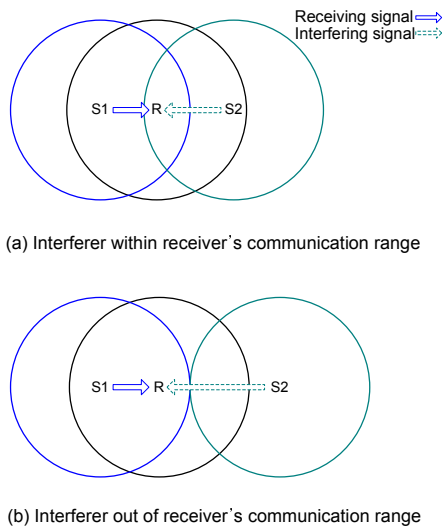 Receiving signal
Interfering signal
S1 R S2
(a) Interferer within receiver's communication range
S1 R S2
(b) Interferer out of receiver's communication range